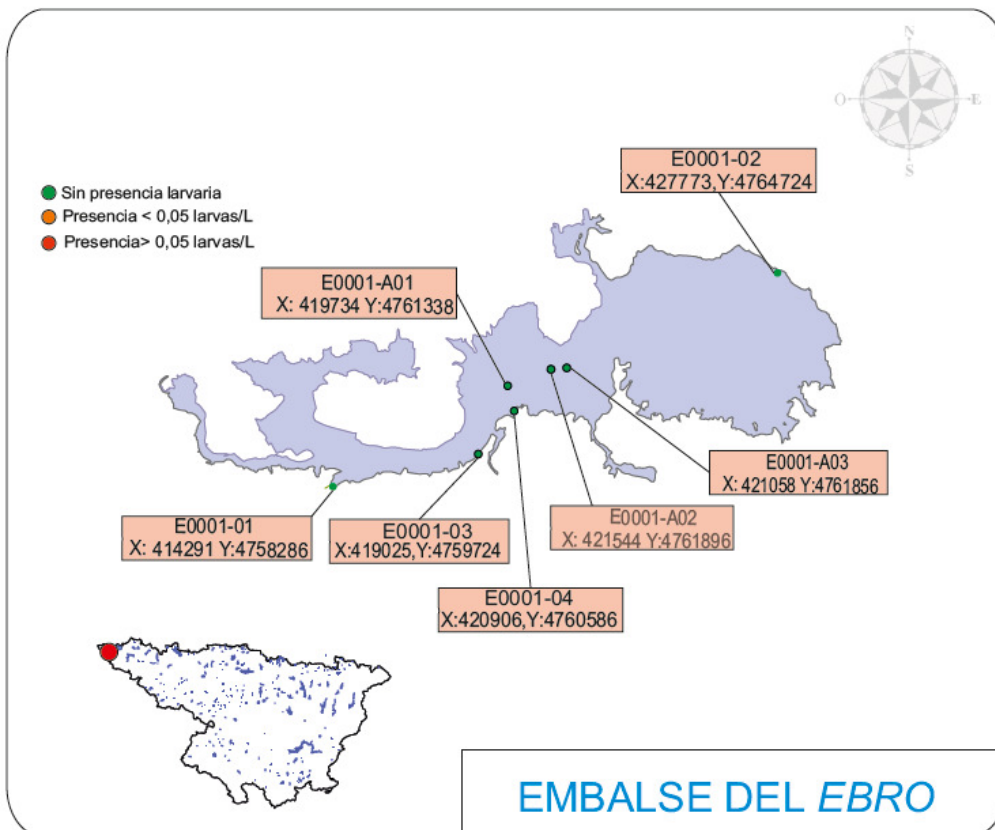 N
O
E
S
E0001-02
X:427773,Y:4764724
Sin presencia larvaria
Presencia < 0,05 larvas/L
Presencia> 0,05 larvas/L
E0001-A01
X: 419734 Y:4761338
E0001-A03
X: 421058 Y:4761856
E0001-01
X: 414291 Y:4758286
E0001-03
X:419025,Y:4759724
E0001-A02
X: 421544 Y:4761896
E0001-04
X:420906,Y:4760586
EMBALSE DEL EBRO